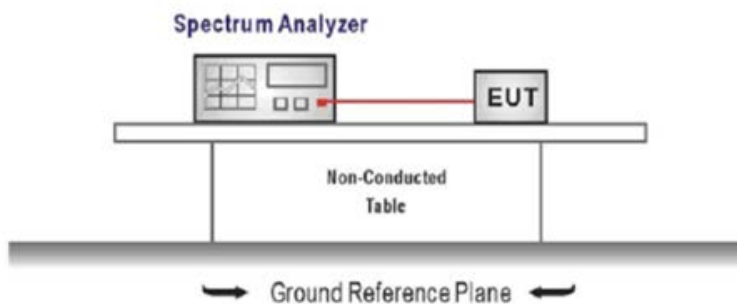 Spectrum Analyzer
EUT
Non-Conducted
Table
Ground Reference Plane